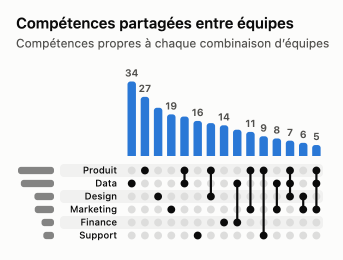 Compétences partagées entre équipes
Compétences propres à chaque combinaison d'équipes
34
27
19
16
14
11
9
8
7
6
5
Produit
Data
Design
Marketing
Finance
Support